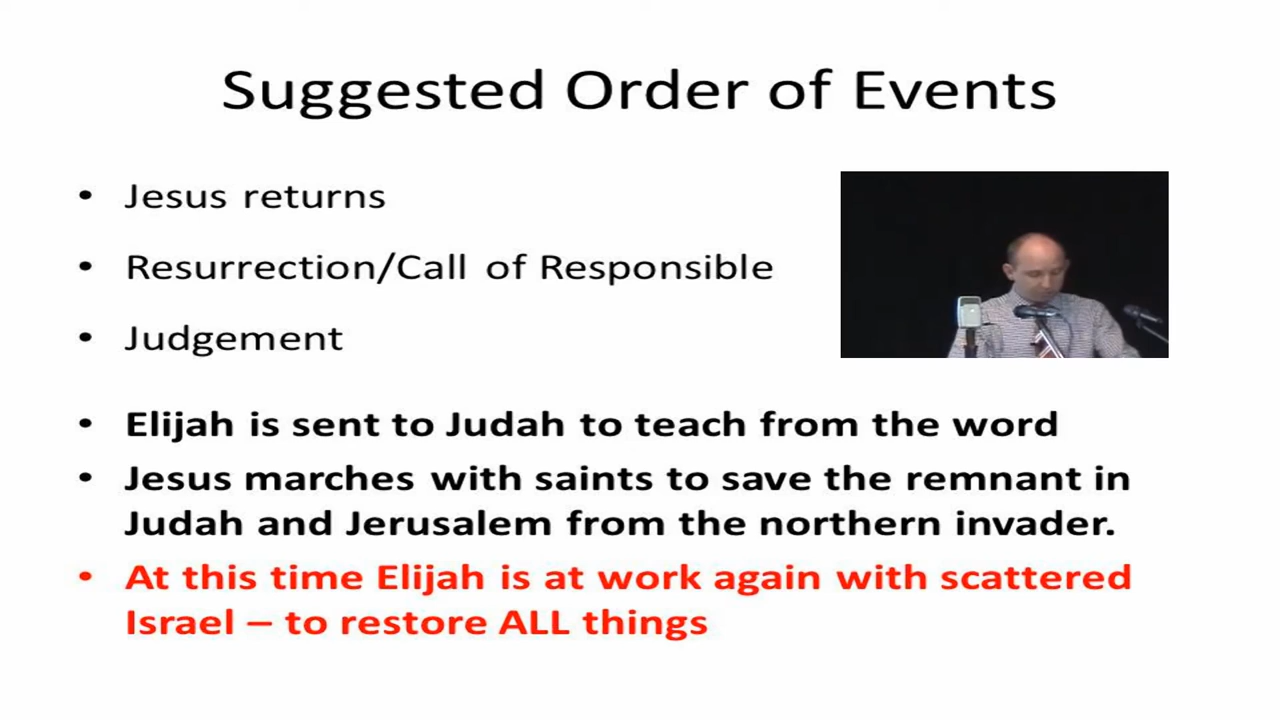 Suggested Order of Events
• Jesus returns
• Resurrection/Call of Responsible
• Judgement
• Elijah is sent to Judah to teach from the word
• Jesus marches with saints to save the remnant in
Judah and Jerusalem from the northern invader.
• At this time Elijah is at work again with scattered
Israel – to restore ALL things